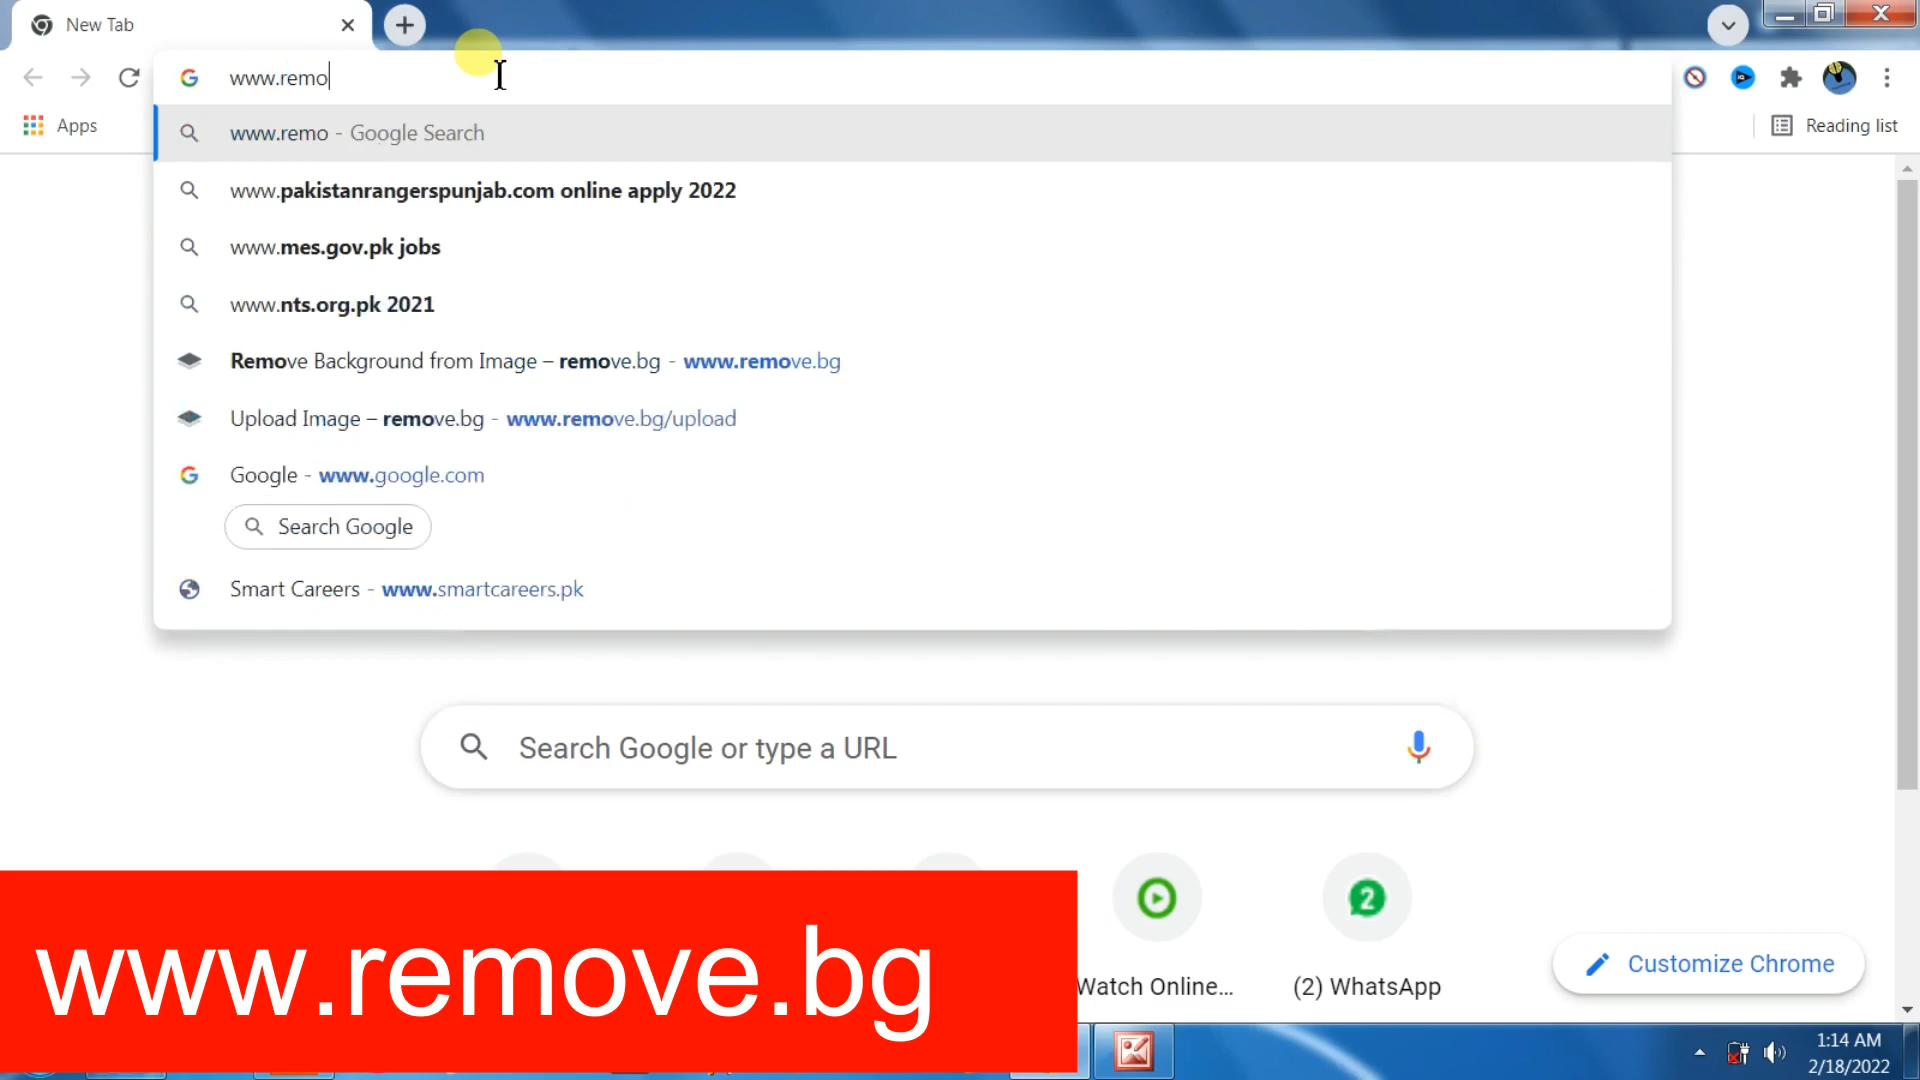 New Tab
www.remo
www.remo - Google Search
www.pakistanrangerspunjab.com online apply 2022
www.mes.gov.pk jobs
www.nts.org.pk 2021
Remove Background from Image – remove.bg - www.remove.bg
Upload Image – remove.bg - www.remove.bg/upload
Google - www.google.com
Search Google
Smart Careers - www.smartcareers.pk
Apps
Reading list
Search Google or type a URL
2
Watch Online...
(2) WhatsApp
Customize Chrome
www.remove.bg
1:14 AM
2/18/2022